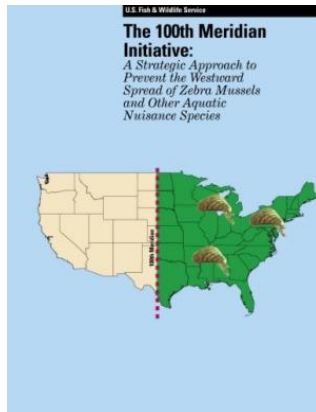 U.S. Fish & Wildlife Service
The 100th Meridian
Initiative:
A Strategic Approach to
Prevent the Westward
Spread of Zebra Mussels
and Other Aquatic
Nuisance Species
100th Meridian